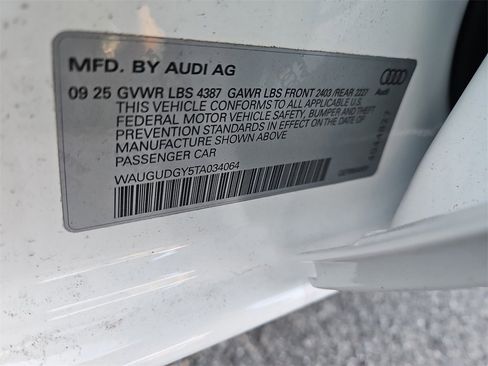 MFD. BY AUDI AG
09 25 GVWR LBS 4387 GAWR LBS FRONT 2403 /REAR 2227
THIS VEHICLE CONFORMS TO ALL APPLICABLE U.S.
FEDERAL MOTOR VEHICLE SAFETY, BUMPER AND THEFT
PREVENTION STANDARDS IN EFFECT ON THE DATE OF
MANUFACTURE SHOWN ABOVE
PASSENGER CAR
WAUGUDGY5TA034064
Audi